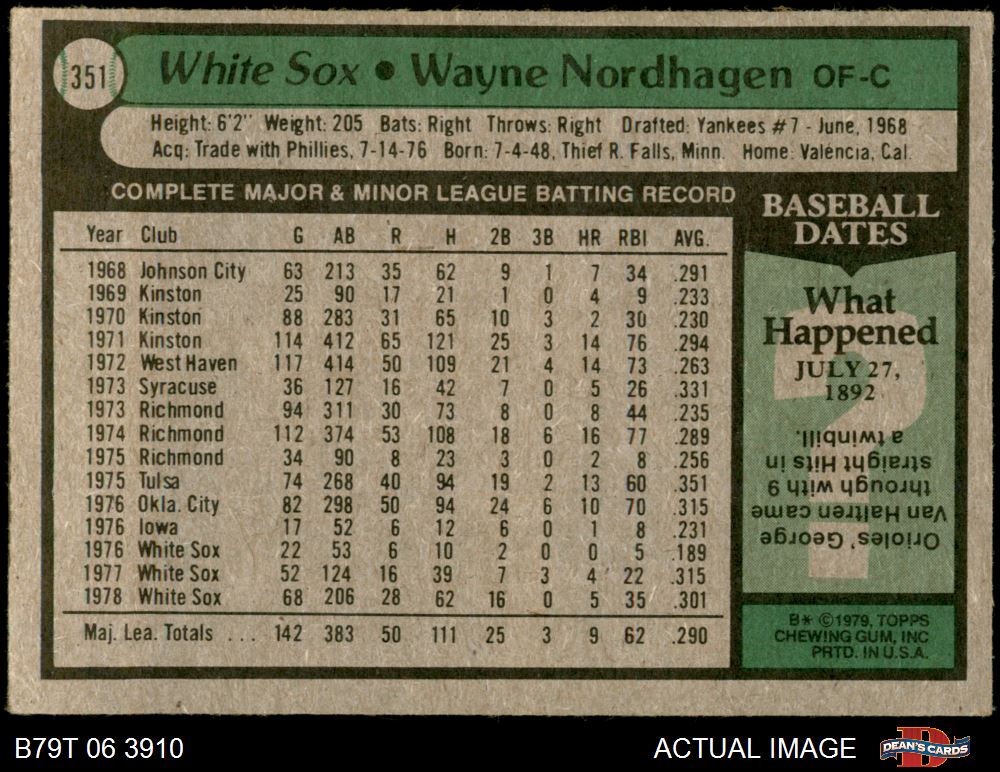 351 White Sox • Wayne Nordhagen OF-C
Height: 6'2" Weight: 205 Bats: Right Throws: Right Drafted: Yankees #7 - June, 1968
Acq: Trade with Phillies, 7-14-76 Born: 7-4-48, Thief R. Falls, Minn. Home: Valencia, Cal.
COMPLETE MAJOR & MINOR LEAGUE BATTING RECORD
Year Club G AB R H 2B 3B HR RBI AVG.
1968 Johnson City 63 213 35 62 9 1 7 34 .291
1969 Kinston 25 90 17 21 1 0 4 9 .233
1970 Kinston 88 283 31 65 10 3 2 30 .230
1971 Kinston 114 412 65 121 25 3 14 76 .294
1972 West Haven 117 414 50 109 21 4 14 73 .263
1973 Syracuse 36 127 16 42 7 0 5 26 .331
1973 Richmond 94 311 30 73 8 0 8 44 .235
1974 Richmond 112 374 53 108 18 6 16 77 .289
1975 Richmond 34 90 8 23 3 0 2 8 .256
1975 Tulsa 74 268 40 94 19 2 13 60 .351
1976 Okla. City 82 298 50 94 24 6 10 70 .315
1976 Iowa 17 52 6 12 6 0 1 8 .231
1976 White Sox 22 53 6 10 2 0 0 5 .189
1977 White Sox 52 124 16 39 7 3 4 22 .315
1978 White Sox 68 206 28 62 16 0 5 35 .301
Maj. Lea. Totals ... 142 383 50 111 25 3 9 62 .290
BASEBALL
DATES
What
Happened
JULY 27,
1892
Orioles' George
Van Haltren came
through with 9
straight Hits in
a twinbill.
B* ©1979, TOPPS
CHEWING GUM, INC
PRTD. IN U.S.A.
B79T 06 3910
ACTUAL IMAGE
DEAN'S CARDS